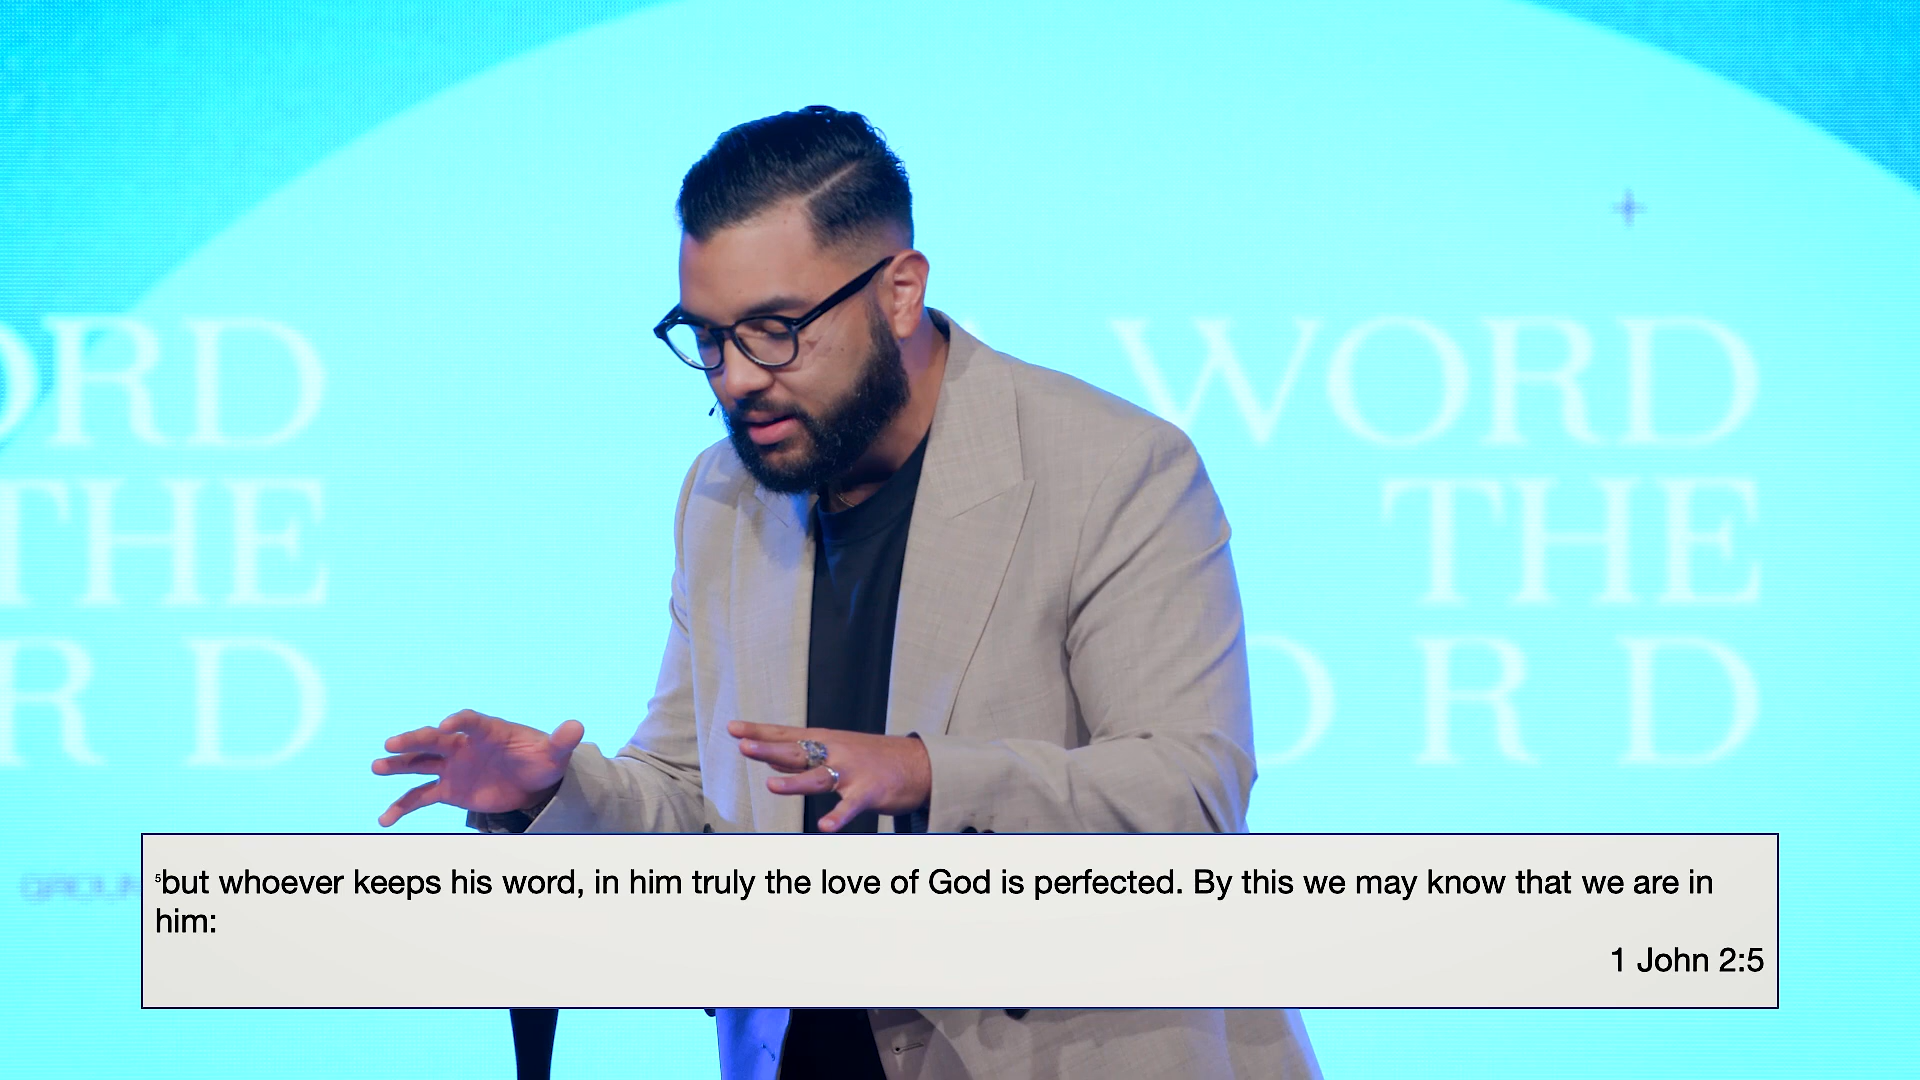 ORD
WORD
THE
THE
R D
O R D
⁵but whoever keeps his word, in him truly the love of God is perfected. By this we may know that we are in
him:
1 John 2:5